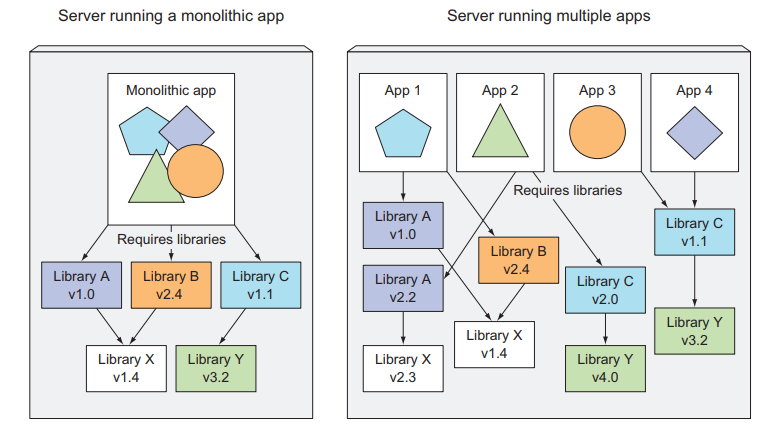 Server running a monolithic app
Monolithic app
Requires libraries
Library A
v1.0
Library B
v2.4
Library C
v1.1
Library X
v1.4
Library Y
v3.2
Server running multiple apps
App 1
App 2
App 3
App 4
Requires libraries
Library A
v1.0
Library B
v2.4
Library C
v1.1
Library A
v2.2
Library C
v2.0
Library X
v1.4
Library Y
v3.2
Library X
v2.3
Library Y
v4.0